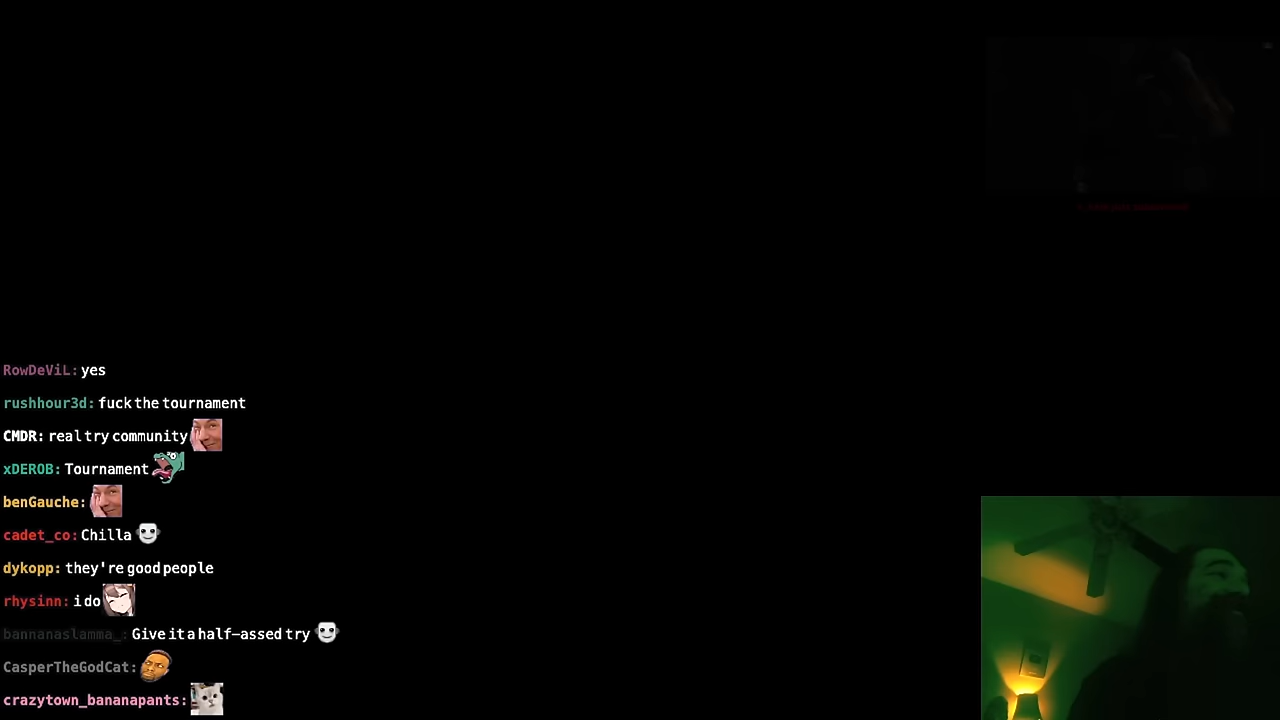 RowDeViL: yes
rushhour3d: fuck the tournament
CMDR: real try community
xDEROB: Tournament
benGauche:
cadet_co: Chilla
dykopp: they're good people
rhysinn: i do
bannanaslamma_: Give it a half-assed try
CasperTheGodCat:
crazytown_bananapants: